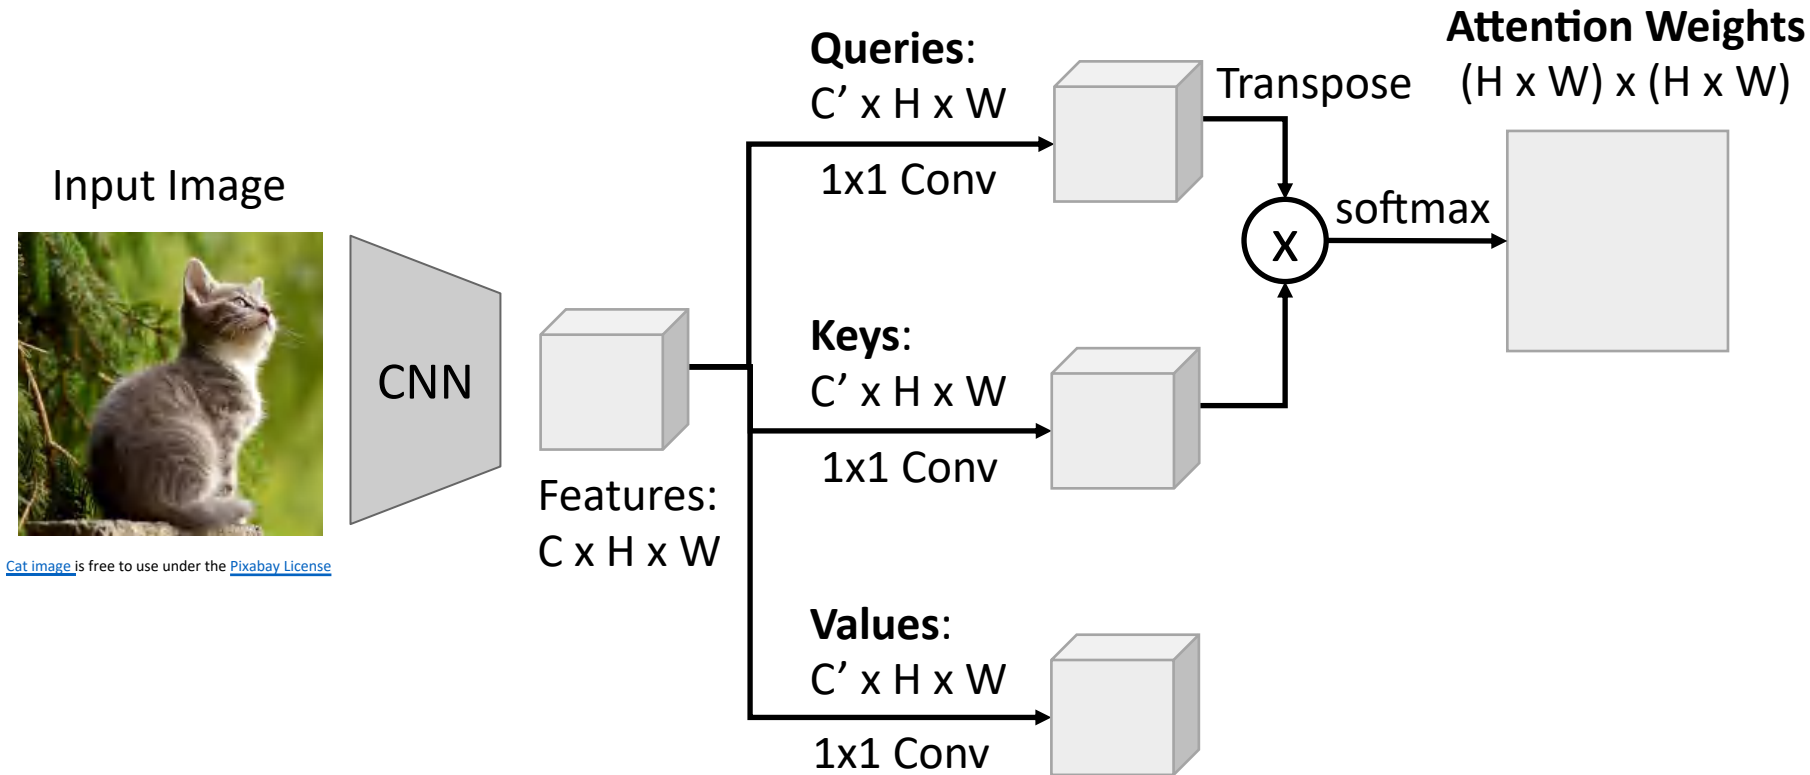 Input Image
Cat image is free to use under the Pixabay License
CNN
Features:
C x H x W
Queries:
C’ x H x W
1x1 Conv
Keys:
C’ x H x W
1x1 Conv
Values:
C’ x H x W
1x1 Conv
Transpose
x
softmax
Attention Weights
(H x W) x (H x W)